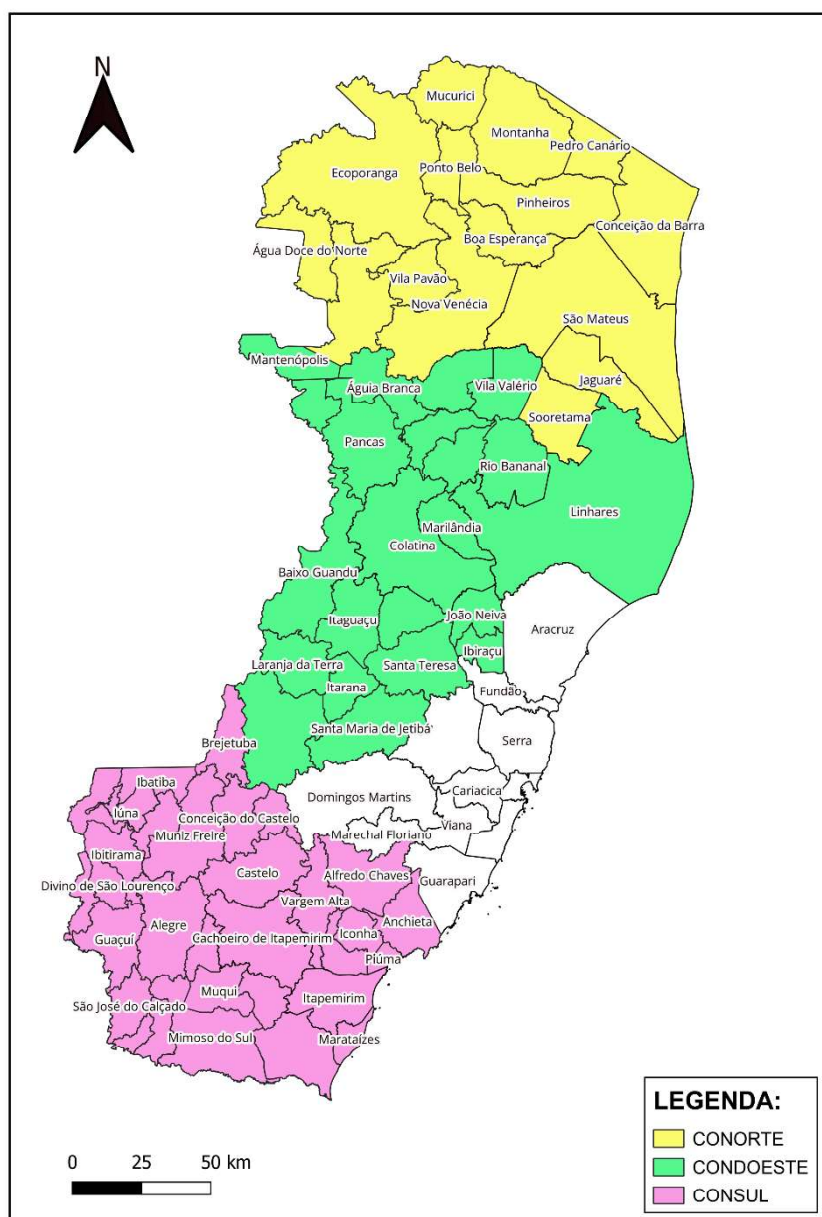 N
Mucurici
Montanha
Pedro Canário
Ponto Belo
Ecoporanga
Pinheiros
Conceição da Barra
Boa Esperança
Água Doce do Norte
Vila Pavão
Nova Venécia
São Mateus
Mantenópolis
Jaguaré
Águia Branca
Vila Valério
Sooretama
Pancas
Rio Bananal
Linhares
Marilândia
Colatina
Baixo Guandu
João Neiva
Itaguaçu
Aracruz
Ibiraçu
Laranja da Terra
Santa Teresa
Itarana
Fundão
Santa Maria de Jetibá
Serra
Brejetuba
Ibatiba
Cariacica
Domingos Martins
Iúna
Conceição do Castelo
Viana
Muniz Freire
Marechal Floriano
Ibitirama
Castelo
Alfredo Chaves
Guarapari
Divino de São Lourenço
Vargem Alta
Anchieta
Alegre
Iconha
Guaçuí
Cachoeiro de Itapemirim
Piúma
Muqui
Itapemirim
São José do Calçado
Mimoso do Sul
Marataízes
LEGENDA:
CONORTE
CONDOESTE
CONSUL
0 25 50 km